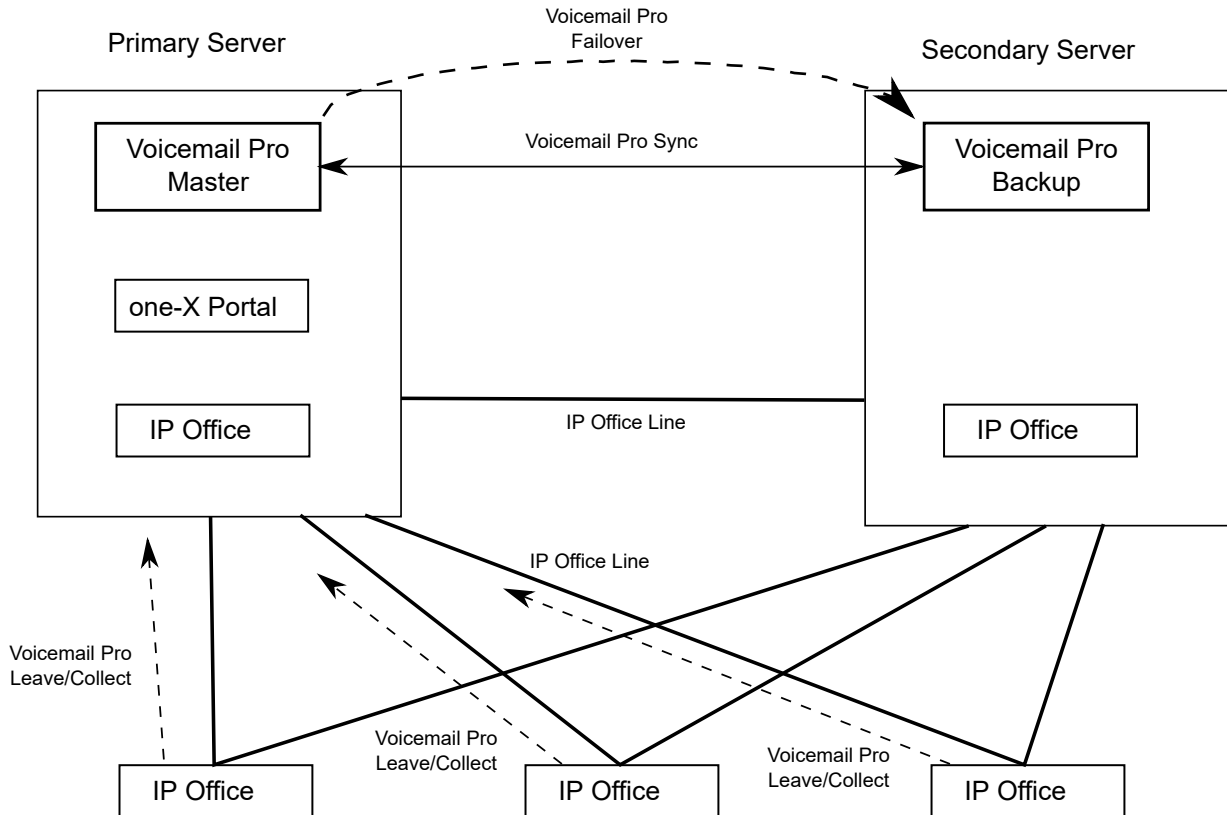 Voicemail Pro
Failover
Primary Server
Secondary Server
Voicemail Pro
Master
Voicemail Pro Sync
Voicemail Pro
Backup
one-X Portal
IP Office
IP Office Line
IP Office
IP Office Line
Voicemail Pro
Leave/Collect
Voicemail Pro
Leave/Collect
Voicemail Pro
Leave/Collect
IP Office
IP Office
IP Office